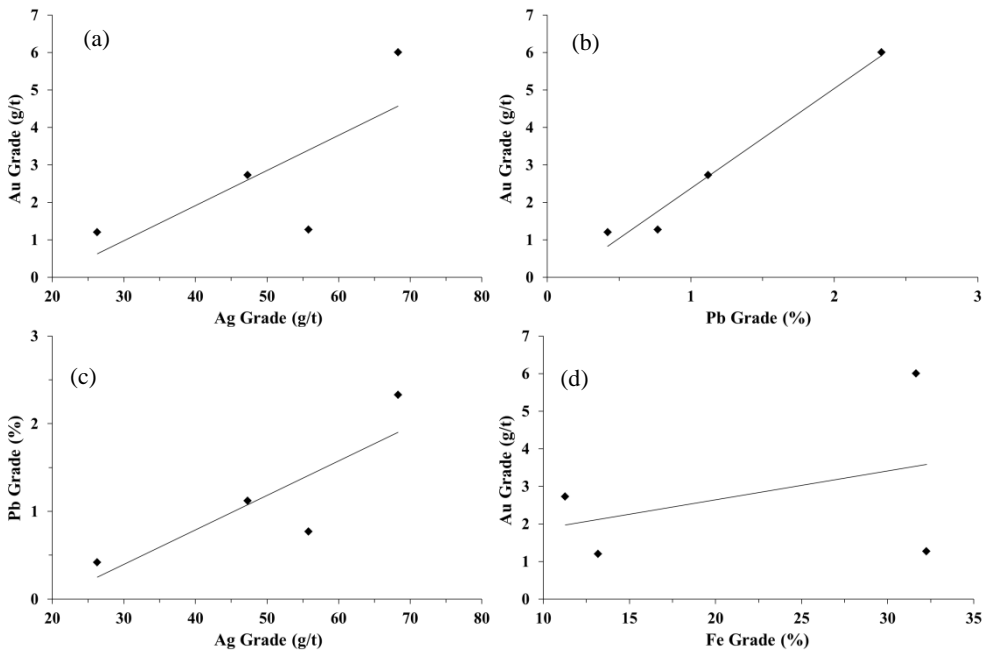 (a)
7
6
5
4
3
2
1
0
Au Grade (g/t)
20 30 40 50 60 70 80
Ag Grade (g/t)
(b)
7
6
5
4
3
2
1
0
Au Grade (g/t)
0 1 2 3
Pb Grade (%)
(c)
3
2
1
0
Pb Grade (%)
20 30 40 50 60 70 80
Ag Grade (g/t)
(d)
7
6
5
4
3
2
1
0
Au Grade (g/t)
10 15 20 25 30 35
Fe Grade (%)